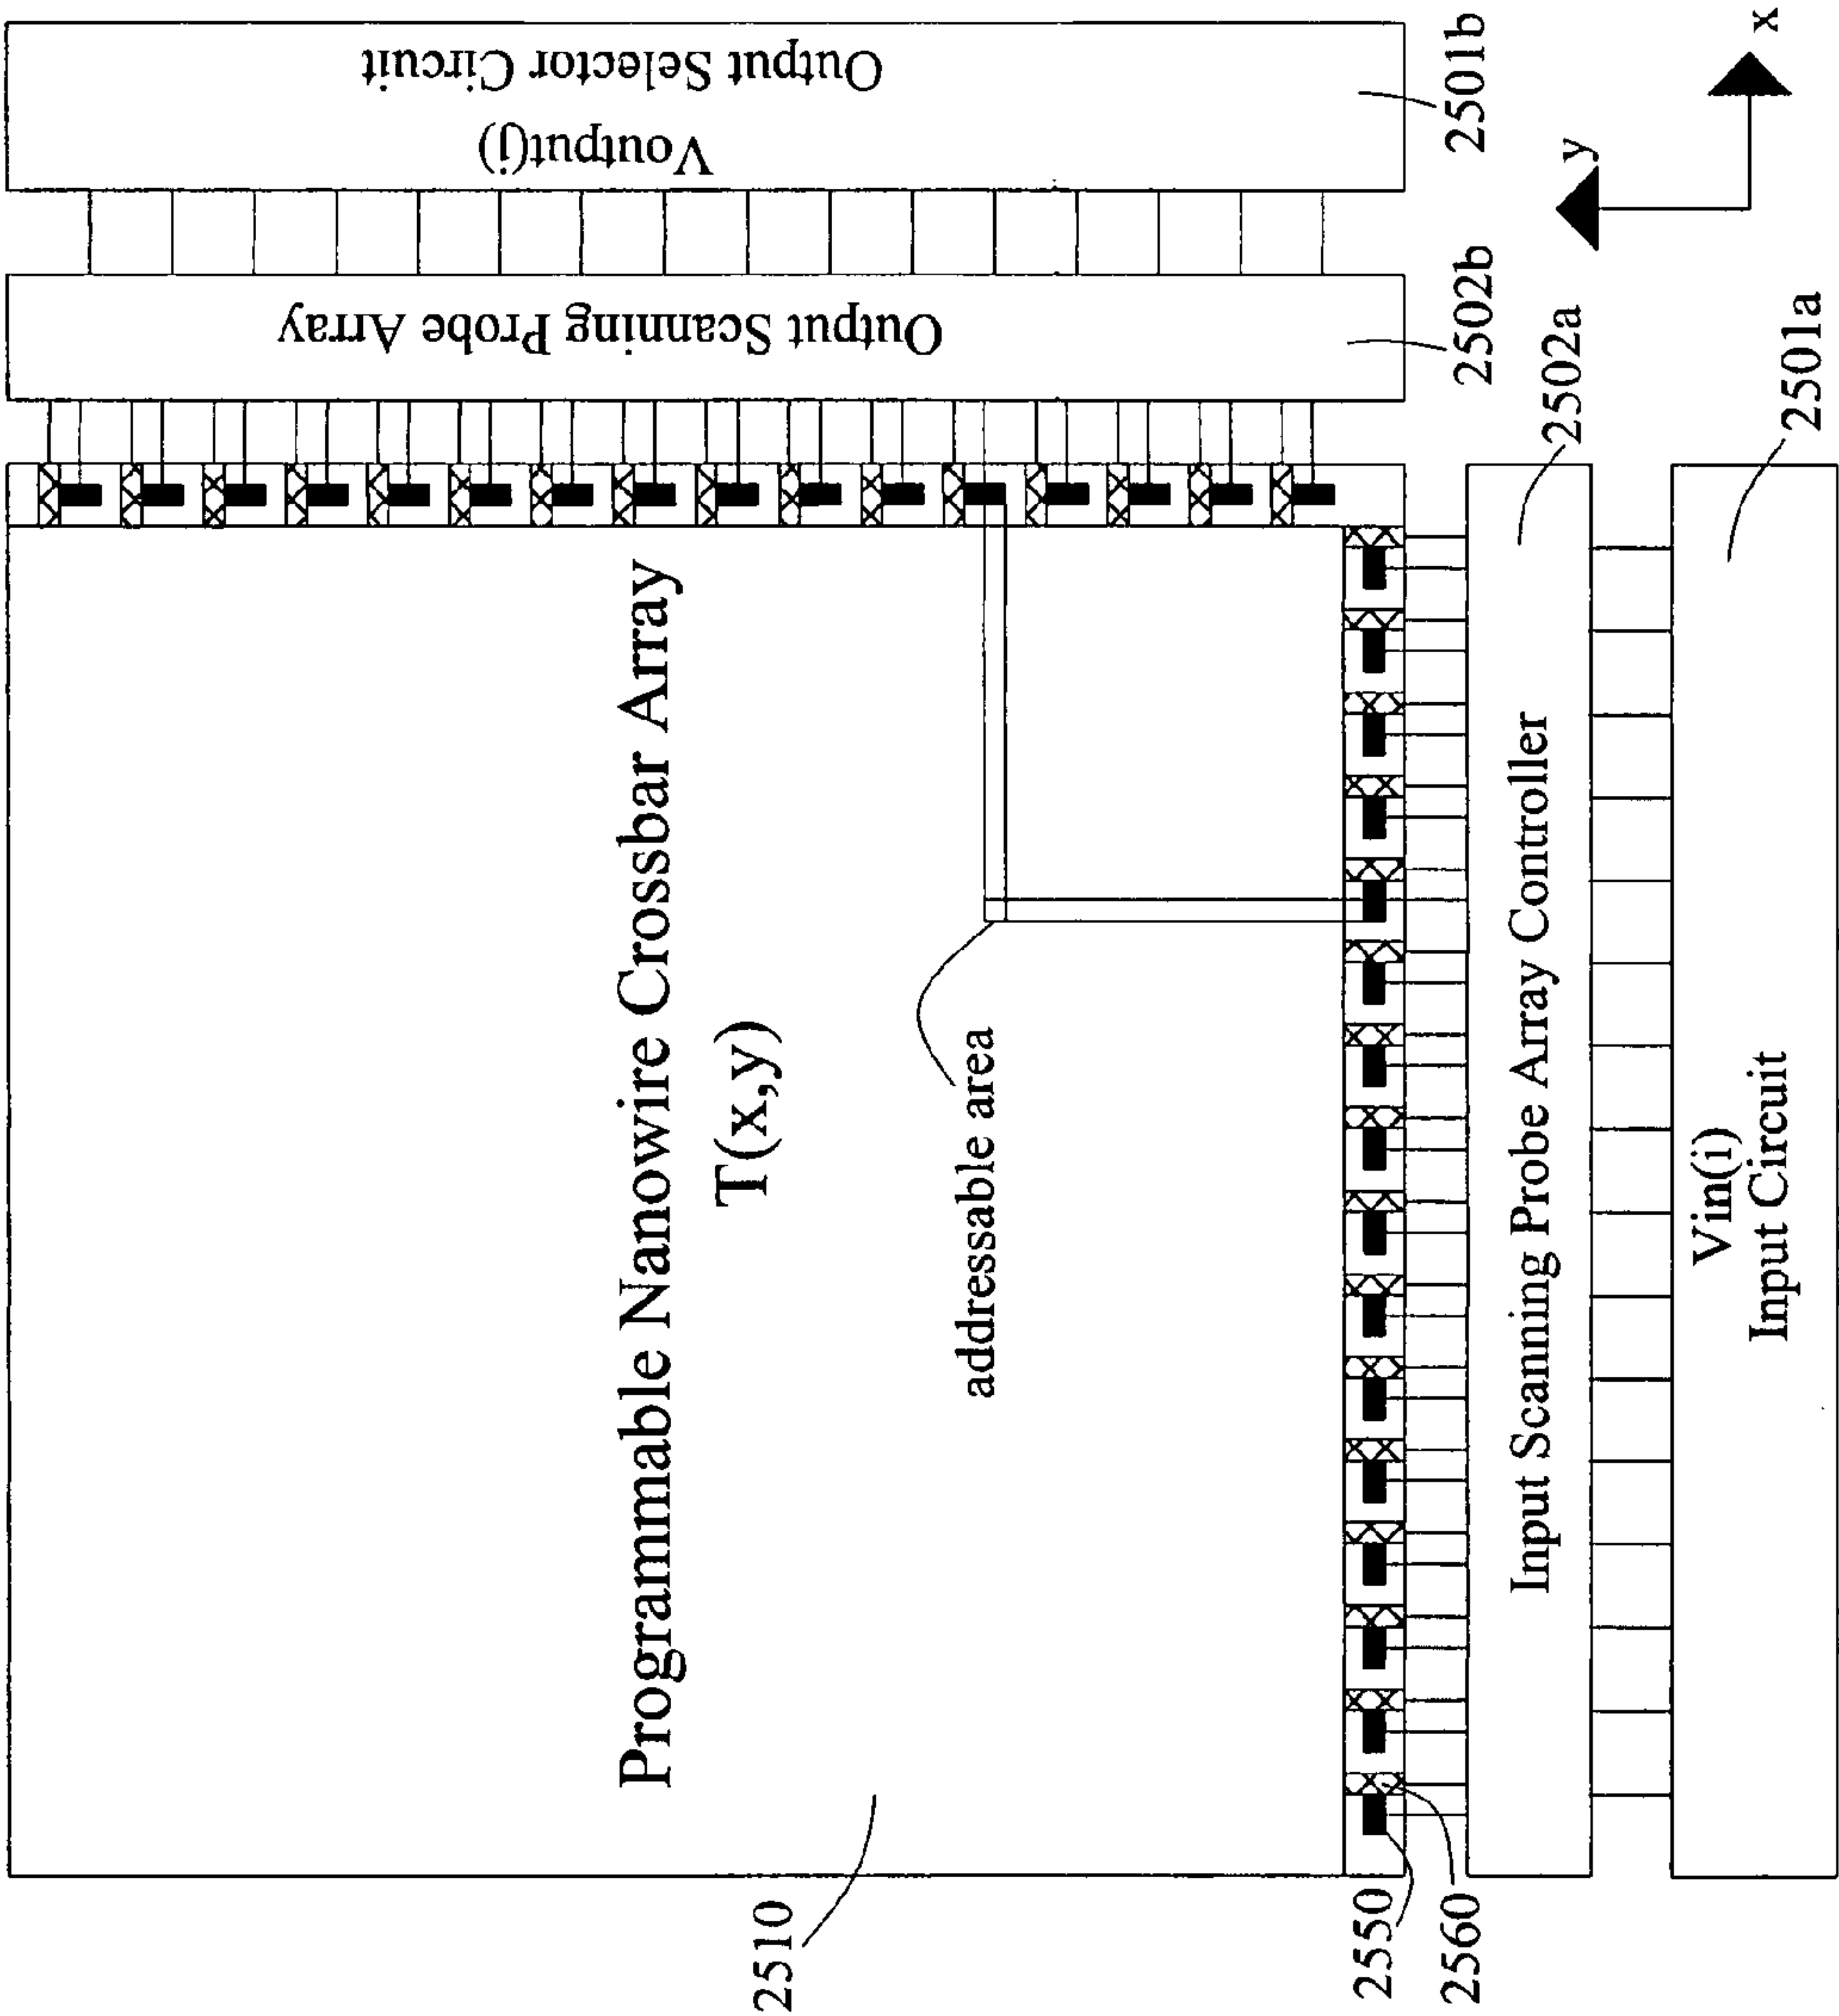 Output Selector Circuit
Voutput(j)
2501b
x
y
Output Scanning Probe Array
2502b
Programmable Nanowire Crossbar Array
T(x,y)
addressable area
2510
2550
2560
Input Scanning Probe Array Controller
2502a
Vin(i)
Input Circuit
2501a